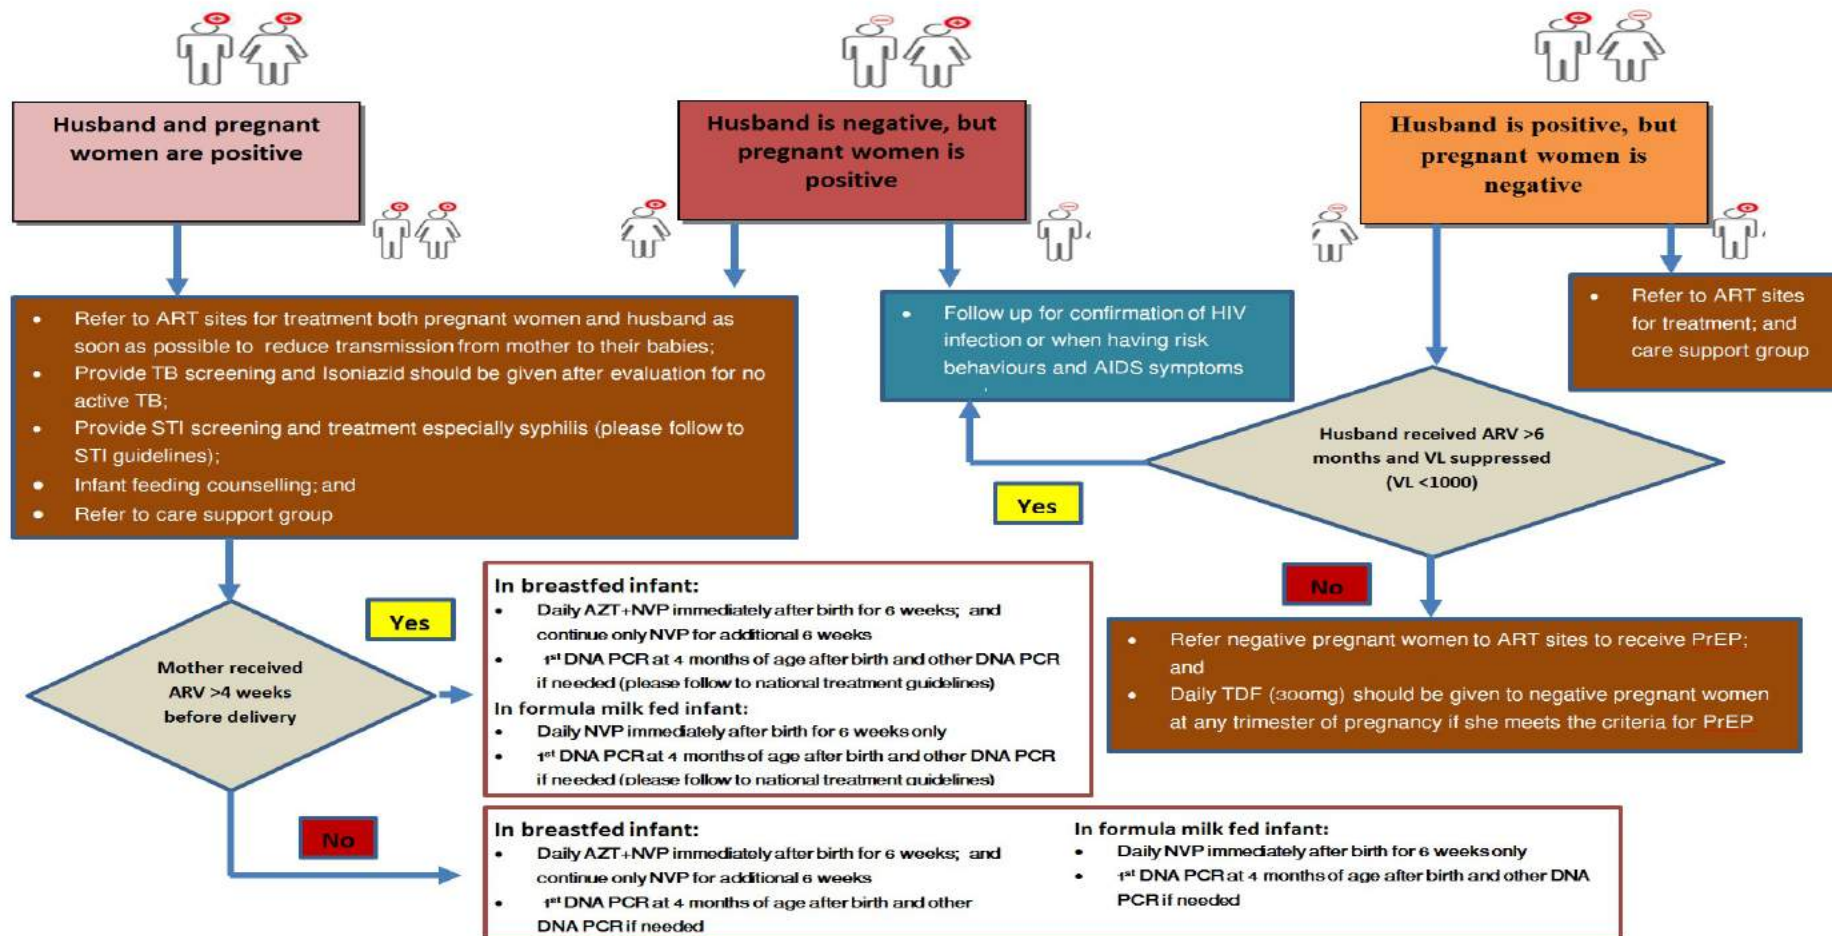 Husband and pregnant
women are positive
Husband is negative, but
pregnant women is
positive
Husband is positive, but
pregnant women is
negative
• Refer to ART sites for treatment both pregnant women and husband as
soon as possible to reduce transmission from mother to their babies;
• Provide TB screening and Isoniazid should be given after evaluation for no
active TB;
• Provide STI screening and treatment especially syphilis (please follow to
STI guidelines);
• Infant feeding counselling; and
• Refer to care support group
• Follow up for confirmation of HIV
infection or when having risk
behaviours and AIDS symptoms
• Refer to ART sites
for treatment; and
care support group
Husband received ARV >6
months and VL suppressed
(VL <1000)
Yes
No
• Refer negative pregnant women to ART sites to receive PrEP;
and
• Daily TDF (300mg) should be given to negative pregnant women
at any trimester of pregnancy if she meets the criteria for PrEP
Mother received
ARV >4 weeks
before delivery
Yes
In breastfed infant:
• Daily AZT+NVP immediately after birth for 6 weeks; and
continue only NVP for additional 6 weeks
• 1st DNA PCR at 4 months of age after birth and other DNA PCR
if needed (please follow to national treatment guidelines)
In formula milk fed infant:
• Daily NVP immediately after birth for 6 weeks only
• 1st DNA PCR at 4 months of age after birth and other DNA PCR
if needed (please follow to national treatment guidelines)
No
In breastfed infant:
• Daily AZT+NVP immediately after birth for 6 weeks; and
continue only NVP for additional 6 weeks
• 1st DNA PCR at 4 months of age after birth and other
DNA PCR if needed
In formula milk fed infant:
• Daily NVP immediately after birth for 6 weeks only
• 1st DNA PCR at 4 months of age after birth and other DNA
PCR if needed